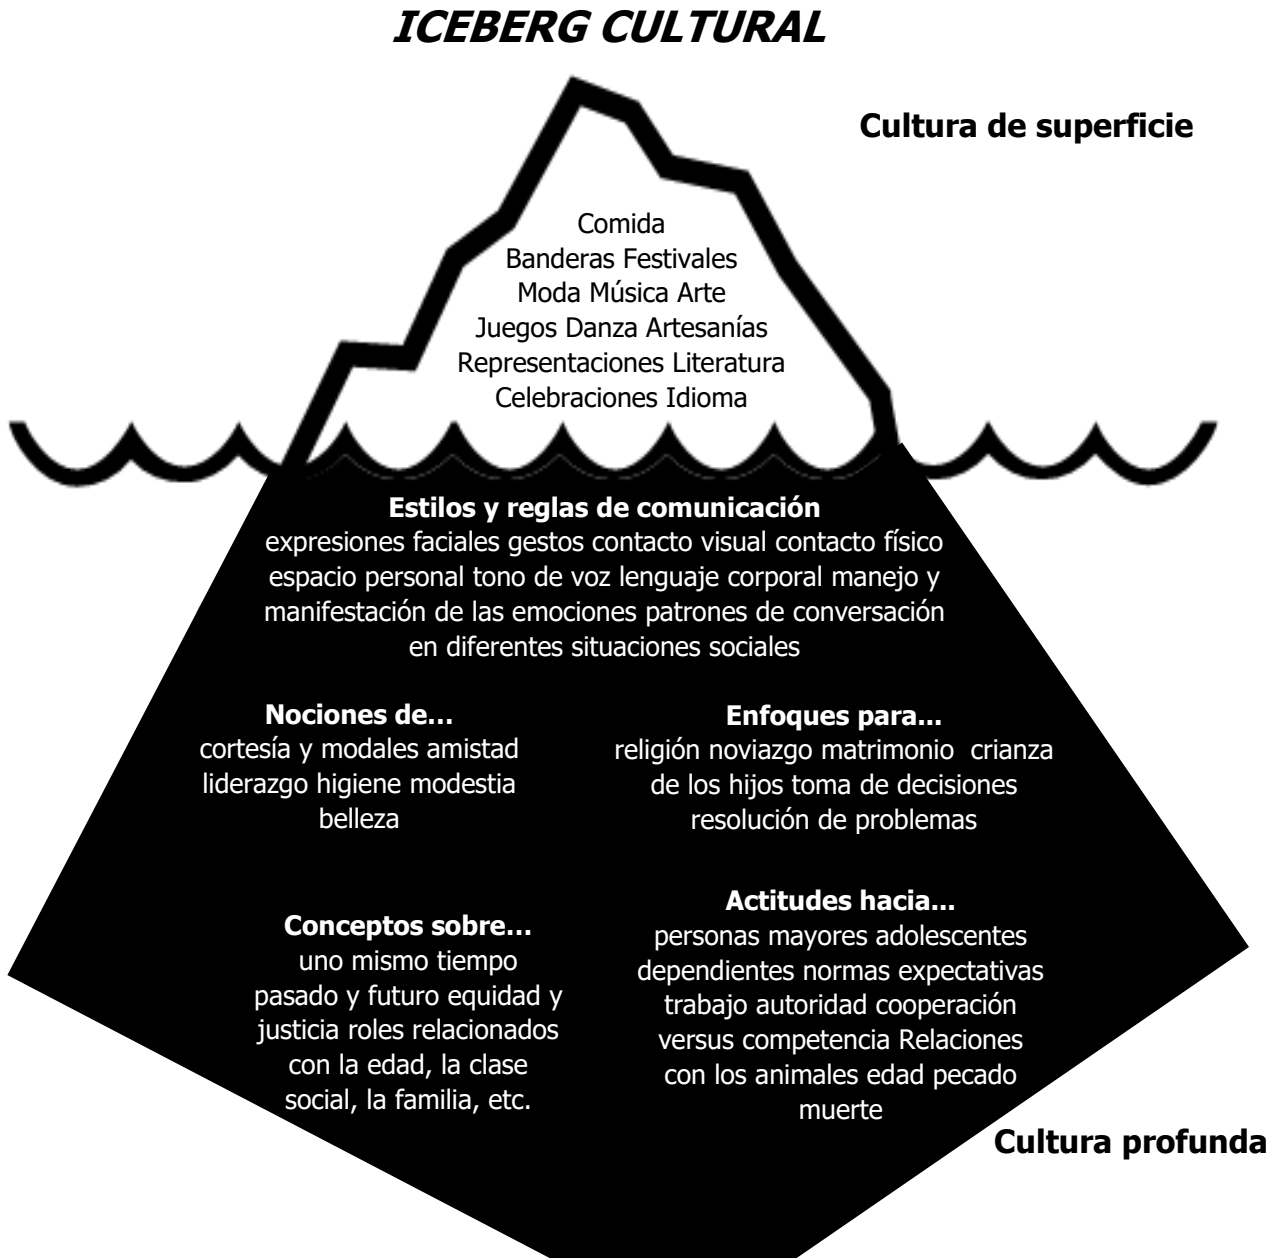 ICEBERG CULTURAL
Cultura de superficie
Comida
Banderas Festivales
Moda Música Arte
Juegos Danza Artesanías
Representaciones Literatura
Celebraciones Idioma
Estilos y reglas de comunicación
expresiones faciales gestos contacto visual contacto físico
espacio personal tono de voz lenguaje corporal manejo y
manifestación de las emociones patrones de conversación
en diferentes situaciones sociales
Nociones de...
cortesía y modales amistad
liderazgo higiene modestia
belleza
Enfoques para...
religión noviazgo matrimonio crianza
de los hijos toma de decisiones
resolución de problemas
Conceptos sobre...
uno mismo tiempo
pasado y futuro equidad y
justicia roles relacionados
con la edad, la clase
social, la familia, etc.
Actitudes hacia...
personas mayores adolescentes
dependientes normas expectativas
trabajo autoridad cooperación
versus competencia Relaciones
con los animales edad pecado
muerte
Cultura profunda